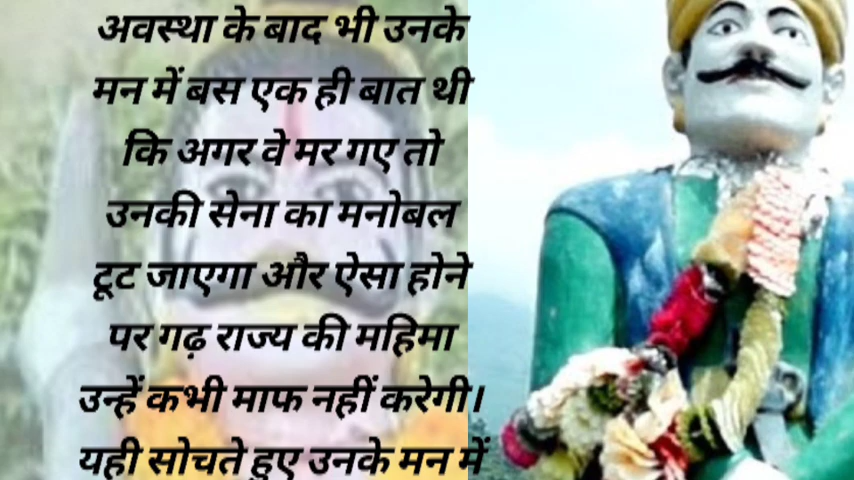 अवस्था के बाद भी उनके
मन में बस एक ही बात थी
कि अगर वे मर गए तो
उनकी सेना का मनोबल
टूट जाएगा और ऐसा होने
पर गढ़ राज्य की महिमा
उन्हें कभी माफ नहीं करेगी।
यही सोचते हुए उनके मन में